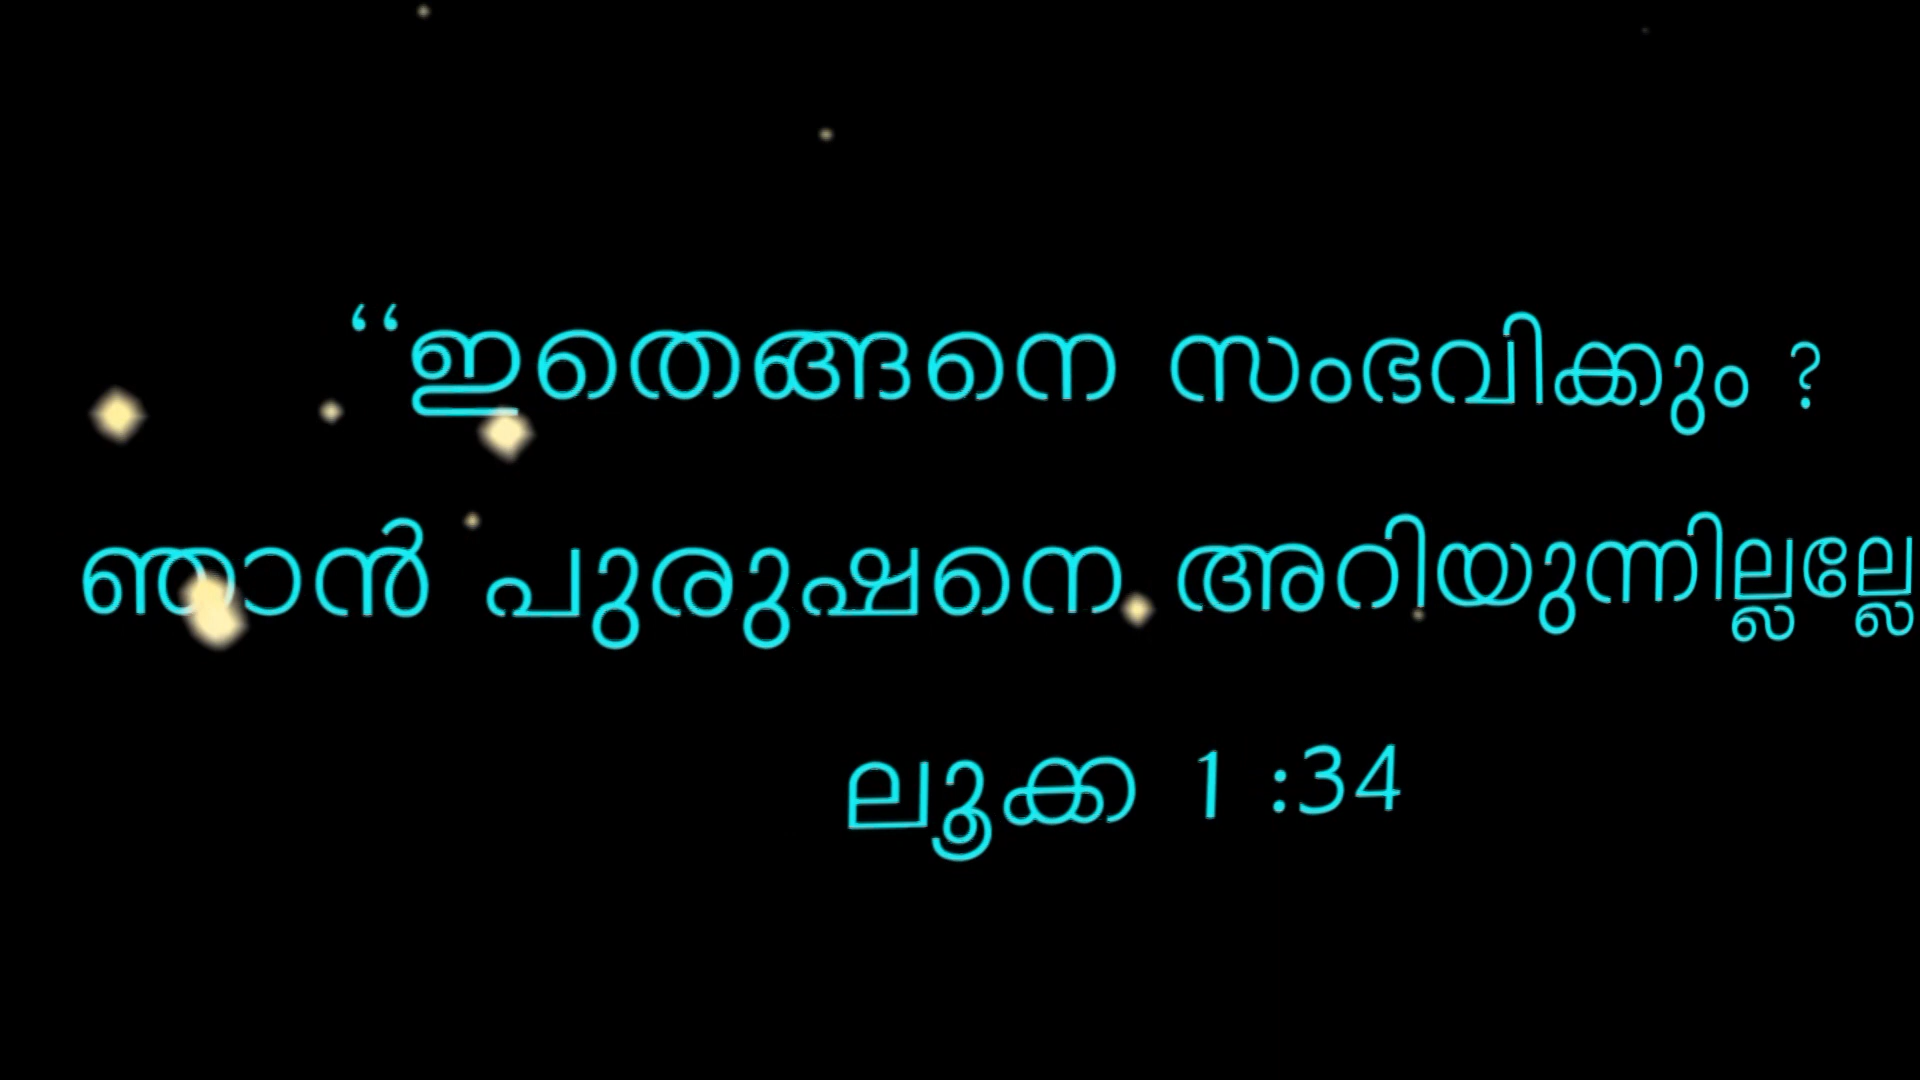 ‘‘ഇതെങ്ങനെ സംഭവിക്കും ?
ഞാൻ പുരുഷനെ അറിയുന്നില്ലല്ലോ
ലൂക്ക 1 :34